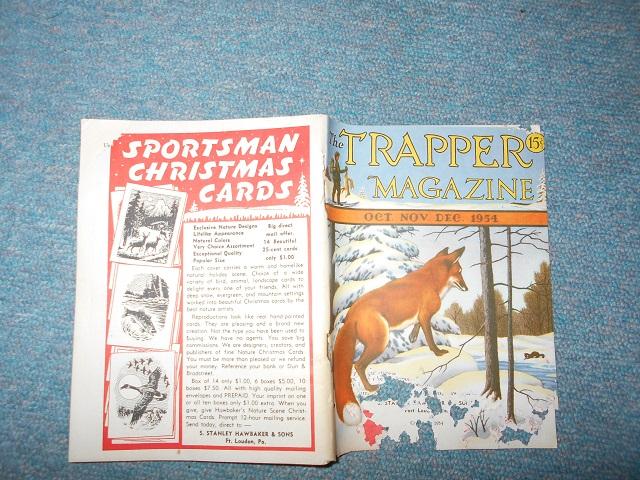 SPORTSMAN
CHRISTMAS
CARDS
Exclusive Nature Designs
Lifelike Appearance
Natural Colors
Very Choice Assortment
Exceptional Quality
Popular Size
Big direct
mail offer.
14 Beautiful
25-cent cards
only $1.00
Each cover carries a warm and homelike
natural holiday scene. Choice of a wide
variety of bird, animal, landscape cards to
delight every one of your friends. All with
deep snow, evergreen, and mountain settings
worked into beautiful Christmas cards by the
best nature artists.
Reproductions look like real hand-painted
cards. They are pleasing and a brand new
creation. Not the type you have been used to
buying. We have no agents. You save big
commissions. We are designers, creators, and
publishers of fine Nature Christmas Cards.
You must be more than pleased or we refund
your money. Reference your bank or Dun &
Bradstreet.
Box of 14 only $1.00, 6 boxes $5.00, 10
boxes $7.50. All with high quality mailing
envelopes and PREPAID. Your imprint on one
or all ten boxes only $1.00 extra. When you
give, give Hawbaker's Nature Scene Christ-
mas Cards. Prompt 12-hour mailing service.
Send today, direct to —
S. STANLEY HAWBAKER & SONS
Ft. Loudon, Pa.
The TRAPPER 15¢
MAGAZINE
OCT. NOV. DEC. 1954